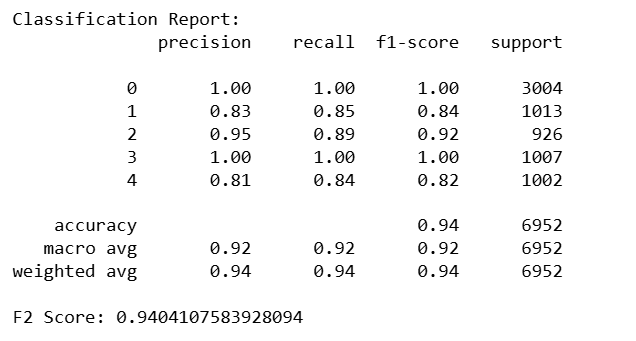 Classification Report:
precision recall f1-score support
0 1.00 1.00 1.00 3004
1 0.83 0.85 0.84 1013
2 0.95 0.89 0.92 926
3 1.00 1.00 1.00 1007
4 0.81 0.84 0.82 1002
accuracy 0.94 6952
macro avg 0.92 0.92 0.92 6952
weighted avg 0.94 0.94 0.94 6952
F2 Score: 0.9404107583928094